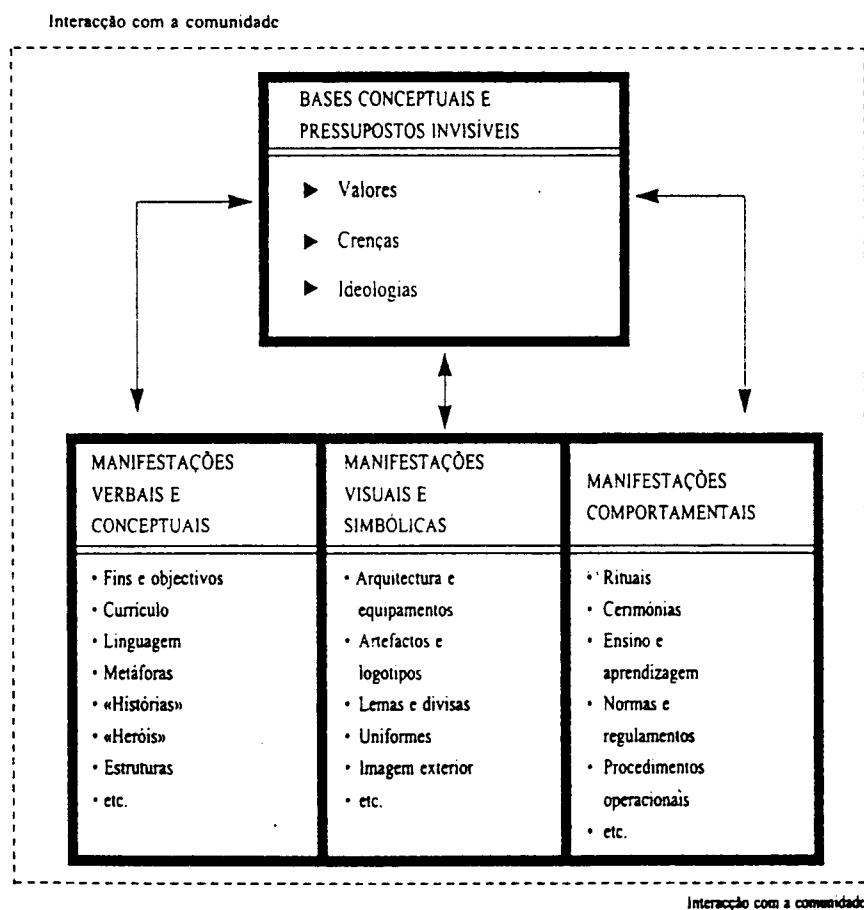 Interacção com a comunidade
BASES CONCEPTUAIS E
PRESSUPOSTOS INVISÍVEIS
► Valores
► Crenças
► Ideologias
MANIFESTAÇÕES
VERBAIS E
CONCEPTUAIS
• Fins e objectivos
• Currículo
• Linguagem
• Metáforas
• «Histórias»
• «Heróis»
• Estruturas
• etc.
MANIFESTAÇÕES
VISUAIS E
SIMBÓLICAS
• Arquitectura e
equipamentos
• Artefactos e
logotipos
• Lemas e divisas
• Uniformes
• Imagem exterior
• etc.
MANIFESTAÇÕES
COMPORTAMENTAIS
• Rituais
• Cerimónias
• Ensino e
aprendizagem
• Normas e
regulamentos
• Procedimentos
operacionais
• etc.
Interacção com a comunidade